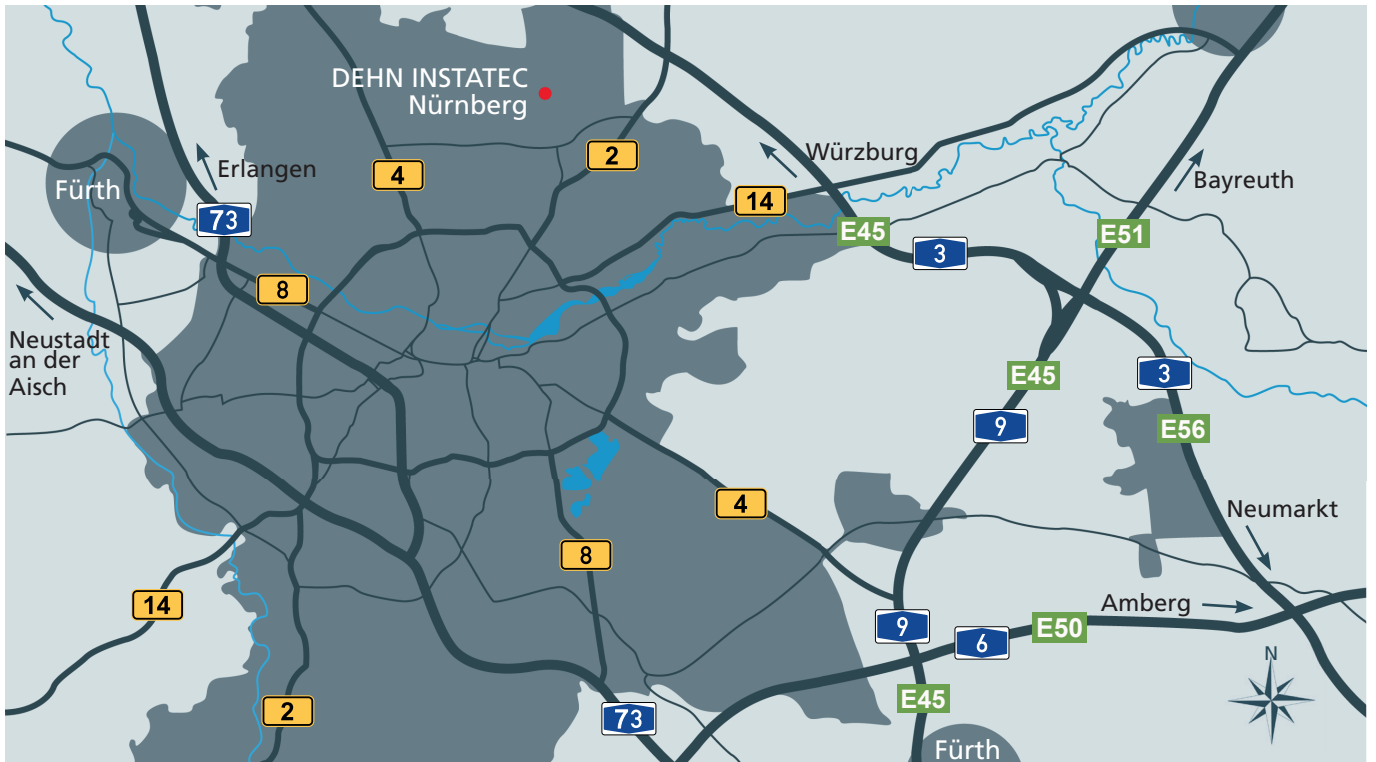 DEHN INSTATEC
Nürnberg
2
Würzburg
Erlangen
4
Fürth
Bayreuth
14
73
E45
E51
3
8
Neustadt
an der
Aisch
E45
3
9
E56
4
Neumarkt
8
14
Amberg
9
E50
6
N
E45
2
73
Fürth